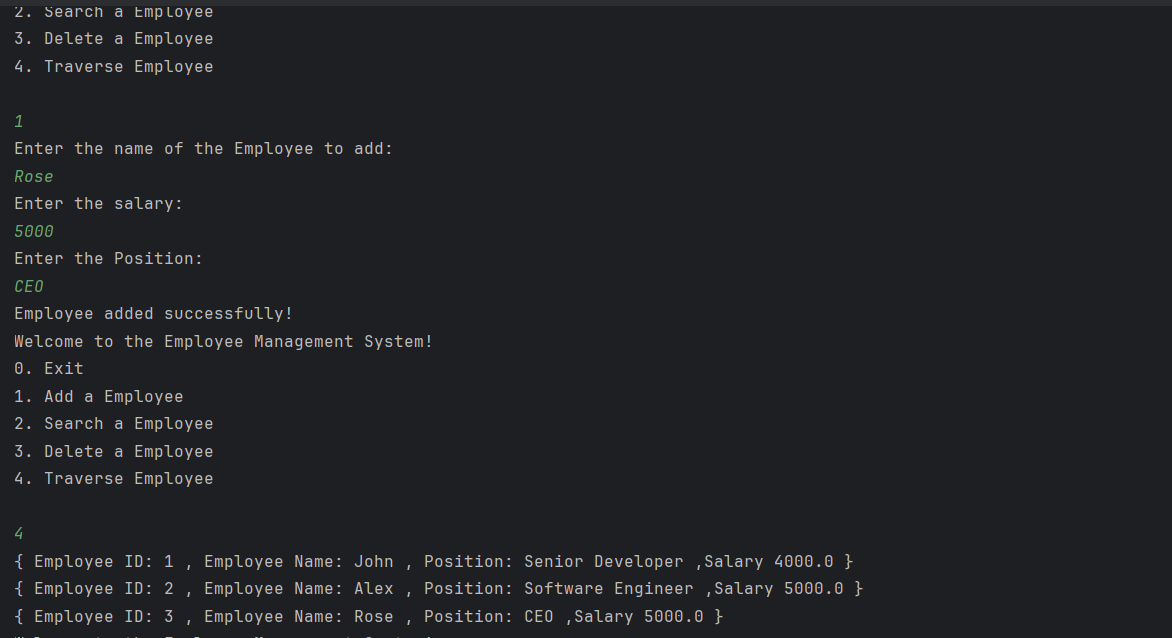 2. Search a Employee
3. Delete a Employee
4. Traverse Employee
1
Enter the name of the Employee to add:
Rose
Enter the salary:
5000
Enter the Position:
CEO
Employee added successfully!
Welcome to the Employee Management System!
0. Exit
1. Add a Employee
2. Search a Employee
3. Delete a Employee
4. Traverse Employee
4
{ Employee ID: 1 , Employee Name: John , Position: Senior Developer ,Salary 4000.0 }
{ Employee ID: 2 , Employee Name: Alex , Position: Software Engineer ,Salary 5000.0 }
{ Employee ID: 3 , Employee Name: Rose , Position: CEO ,Salary 5000.0 }